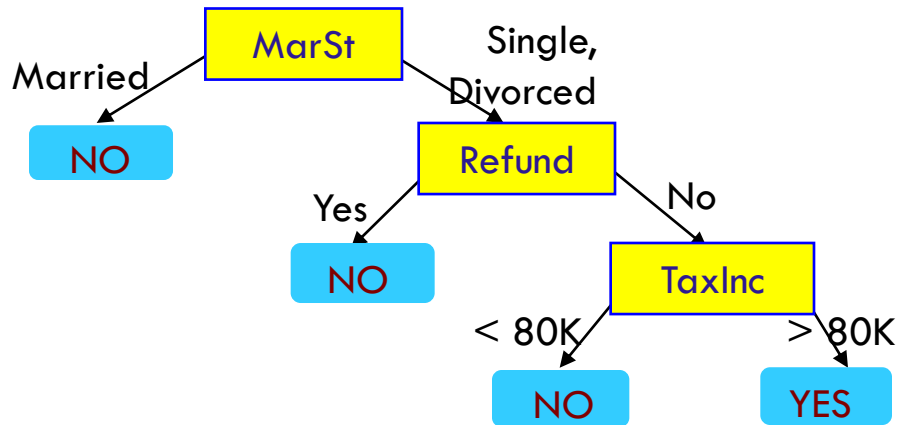 MarSt
Single,
Married
Divorced
NO
Refund
Yes
No
NO
TaxInc
< 80K
> 80K
NO
YES